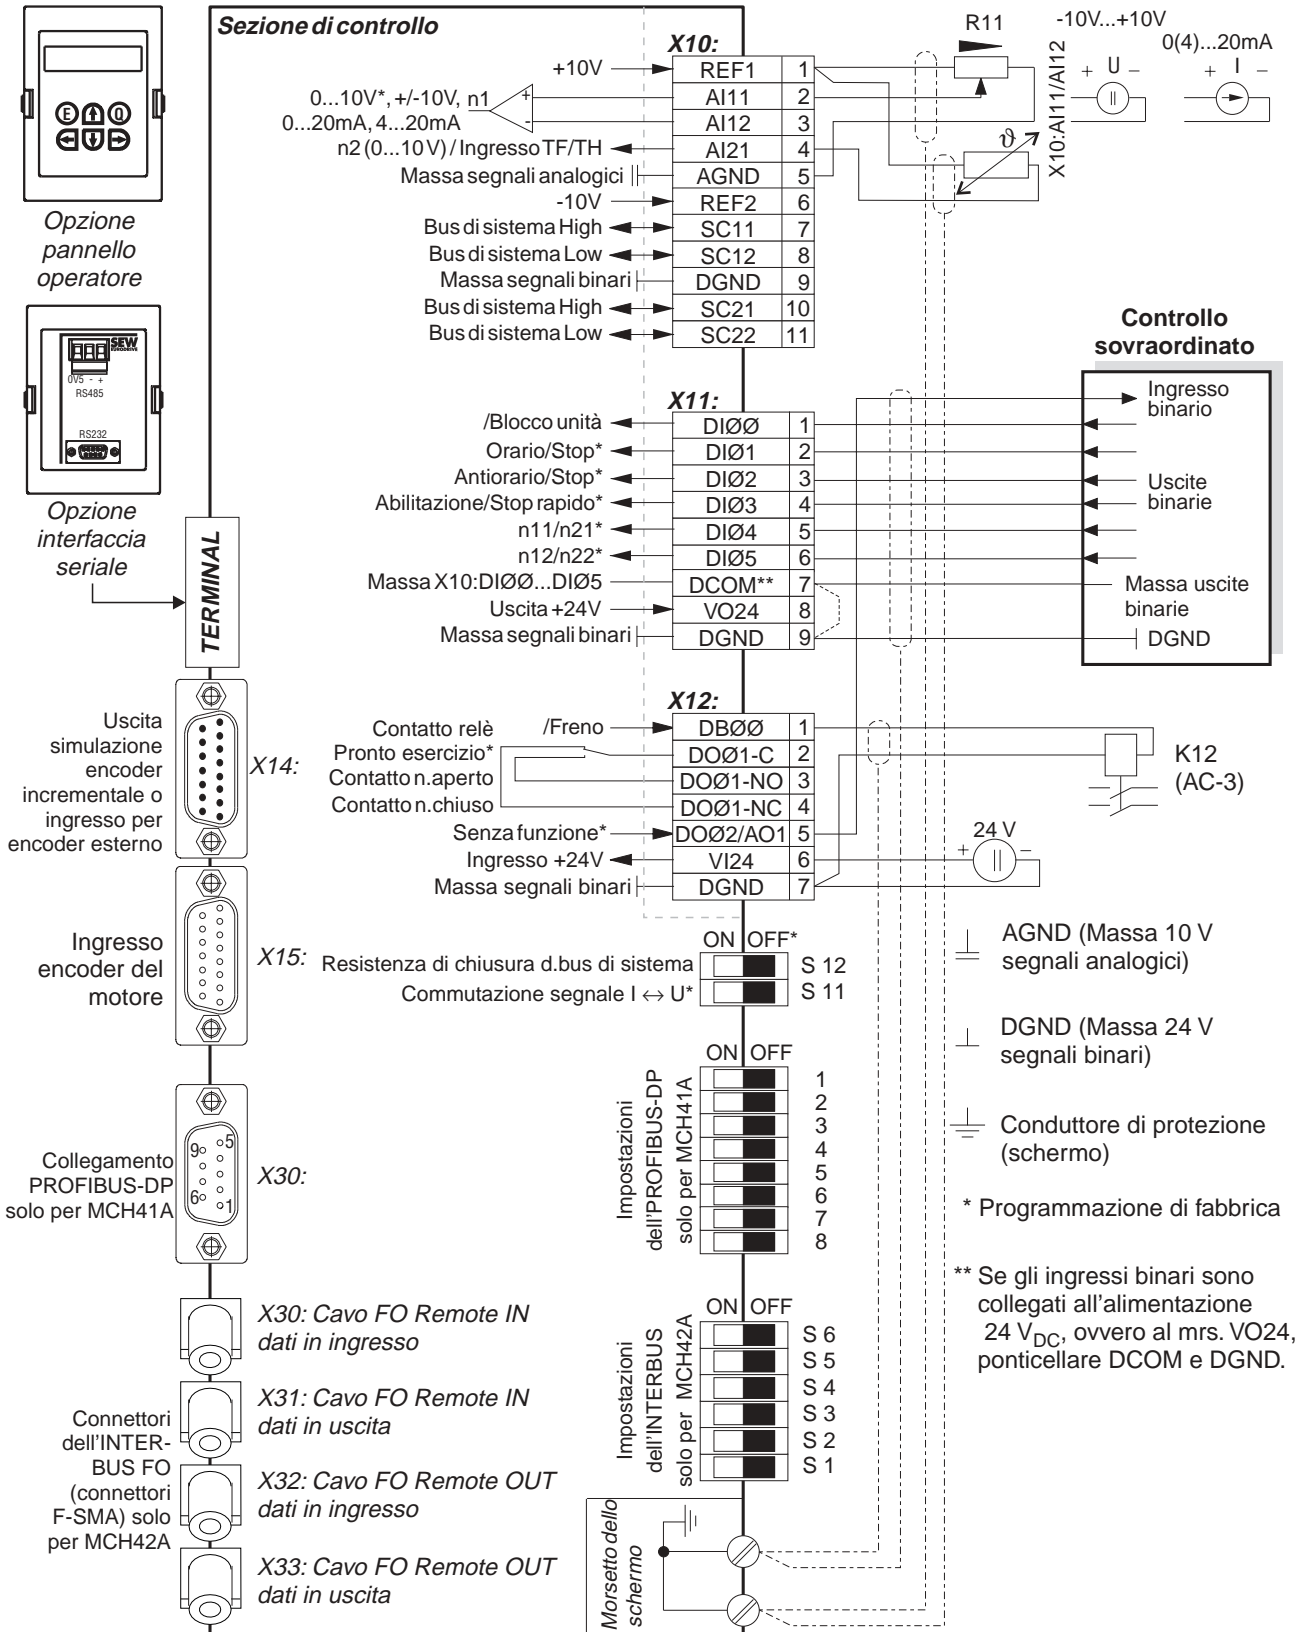 Sezione di controllo
Opzione
pannello
operatore
E
Q
SEW
EURODRIVE
0V5 - +
RS485
RS232
Opzione
interfaccia
seriale
TERMINAL
X10:
+10V REF1 1
0...10V*, +/-10V, n1 + AI11 2
0...20mA, 4...20mA - AI12 3
n2 (0...10 V) / Ingresso TF/TH AI21 4
Massa segnali analogici AGND 5
-10V REF2 6
Bus di sistema High SC11 7
Bus di sistema Low SC12 8
Massa segnali binari DGND 9
Bus di sistema High SC21 10
Bus di sistema Low SC22 11
R11
ϑ
X10:AI11/AI12
-10V...+10V
+ U -
0(4)...20mA
+ I -
X11:
/Blocco unità DIØØ 1
Orario/Stop* DIØ1 2
Antiorario/Stop* DIØ2 3
Abilitazione/Stop rapido* DIØ3 4
n11/n21* DIØ4 5
n12/n22* DIØ5 6
Massa X10:DIØØ...DIØ5 DCOM** 7
Uscita +24V VO24 8
Massa segnali binari DGND 9
Controllo
sovraordinato
Ingresso
binario
Uscite
binarie
Massa uscite
binarie
DGND
X12:
Contatto relè /Freno DBØØ 1
Pronto esercizio* DOØ1-C 2
Contatto n.aperto DOØ1-NO 3
Contatto n.chiuso DOØ1-NC 4
Senza funzione* DOØ2/AO1 5
Ingresso +24V VI24 6
Massa segnali binari DGND 7
K12
(AC-3)
24 V
+ -
Uscita
simulazione
encoder
incrementale o
ingresso per
encoder esterno
X14:
Ingresso
encoder del
motore
X15:
ON OFF*
Resistenza di chiusura d.bus di sistema S 12
Commutazione segnale I ↔ U* S 11
AGND (Massa 10 V
segnali analogici)
DGND (Massa 24 V
segnali binari)
Conduttore di protezione
(schermo)
* Programmazione di fabbrica
** Se gli ingressi binari sono
collegati all'alimentazione
24 VDC, ovvero al mrs. VO24,
ponticellare DCOM e DGND.
Collegamento
PROFIBUS-DP
solo per MCH41A
9 5
6 1
X30:
ON OFF
Impostazioni
dell'PROFIBUS-DP
solo per MCH41A
1
2
3
4
5
6
7
8
X30: Cavo FO Remote IN
dati in ingresso
X31: Cavo FO Remote IN
dati in uscita
X32: Cavo FO Remote OUT
dati in ingresso
X33: Cavo FO Remote OUT
dati in uscita
Connettori
dell'INTER-
BUS FO
(connettori
F-SMA) solo
per MCH42A
ON OFF
Impostazioni
dell'INTERBUS
solo per MCH42A
S 6
S 5
S 4
S 3
S 2
S 1
Morsetto dello
schermo